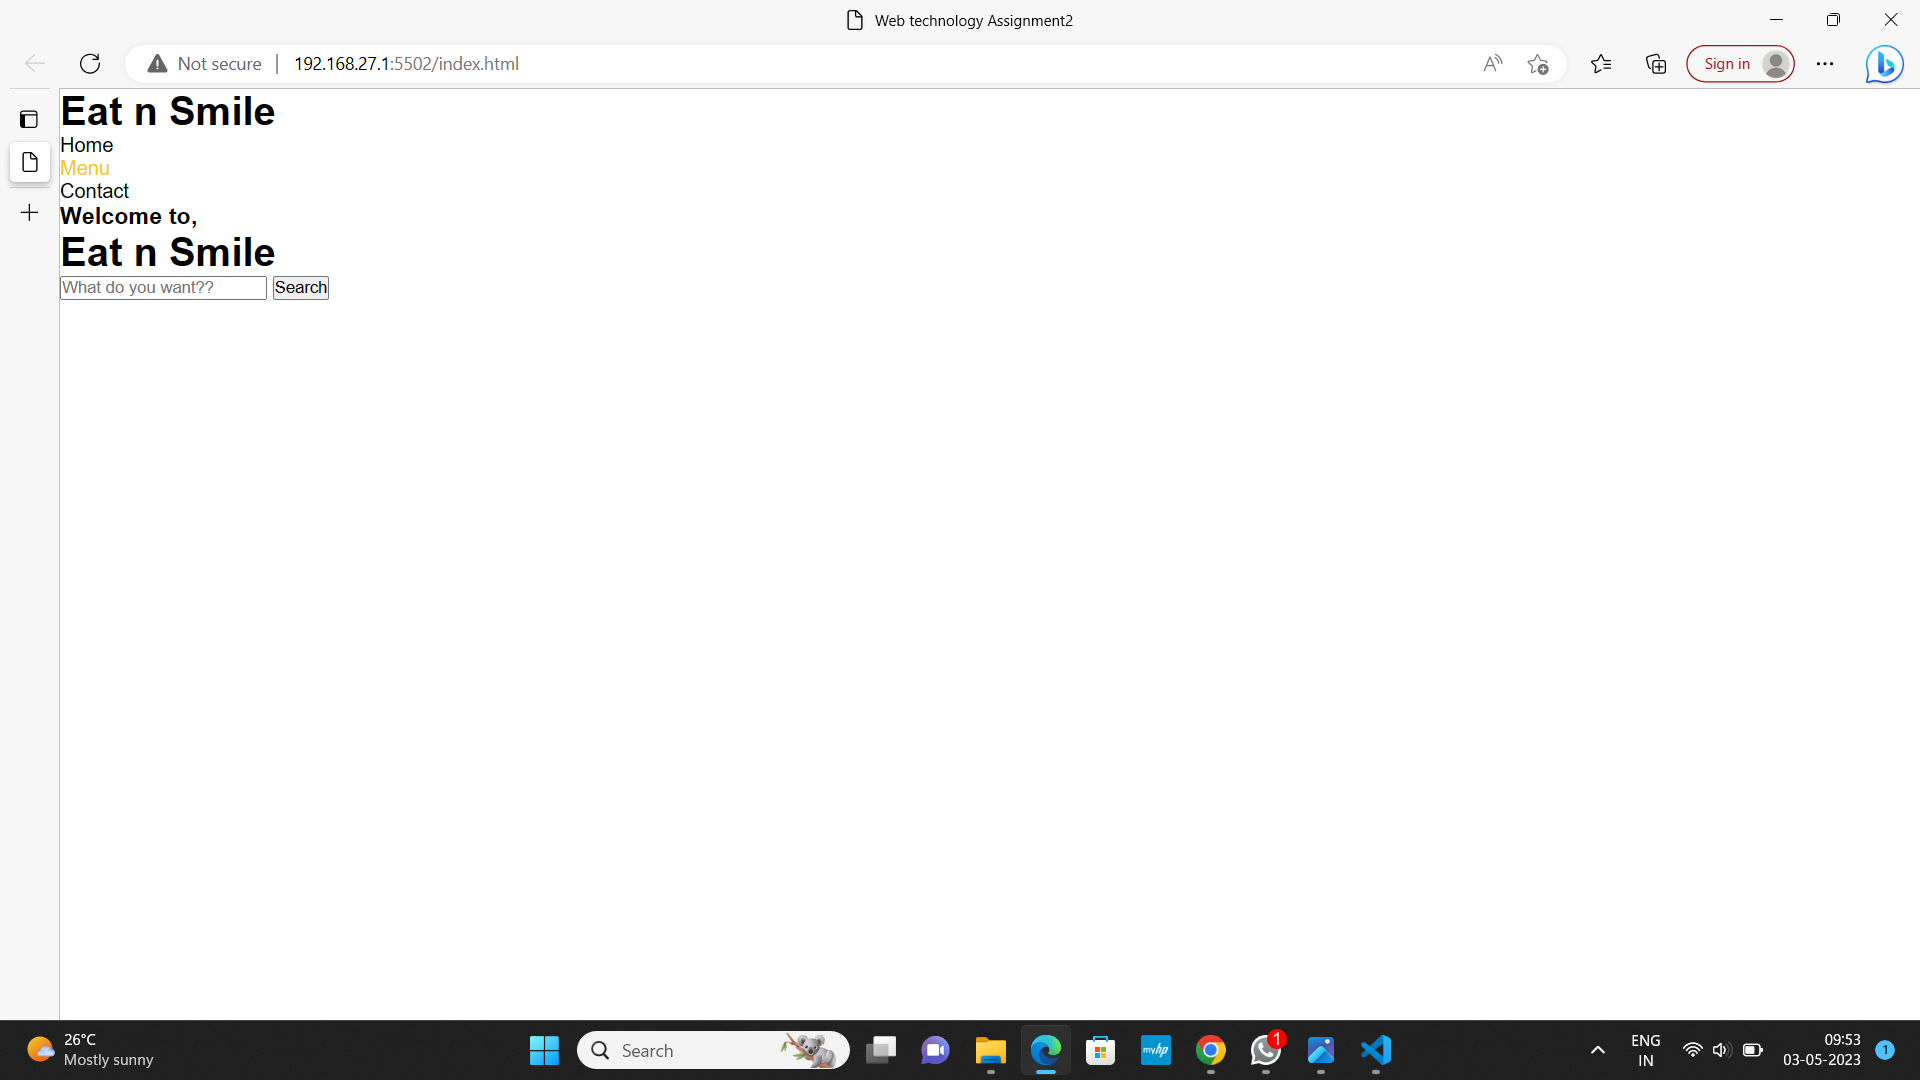 Web technology Assignment2
Not secure
192.168.27.1:5502/index.html
Sign in
Eat n Smile
Home
Menu
Contact
Welcome to,
Eat n Smile
What do you want??
Search
26°C
Mostly sunny
Search
myhp
1
ENG
IN
09:53
03-05-2023
1